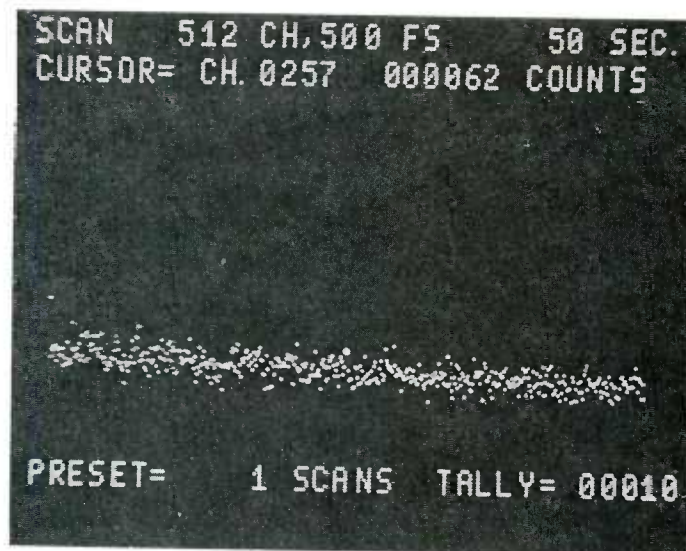 SCAN 512 CH,500 FS 50 SEC.
CURSOR= CH. 0257 000062 COUNTS
PRESET= 1 SCANS TALLY= 00010